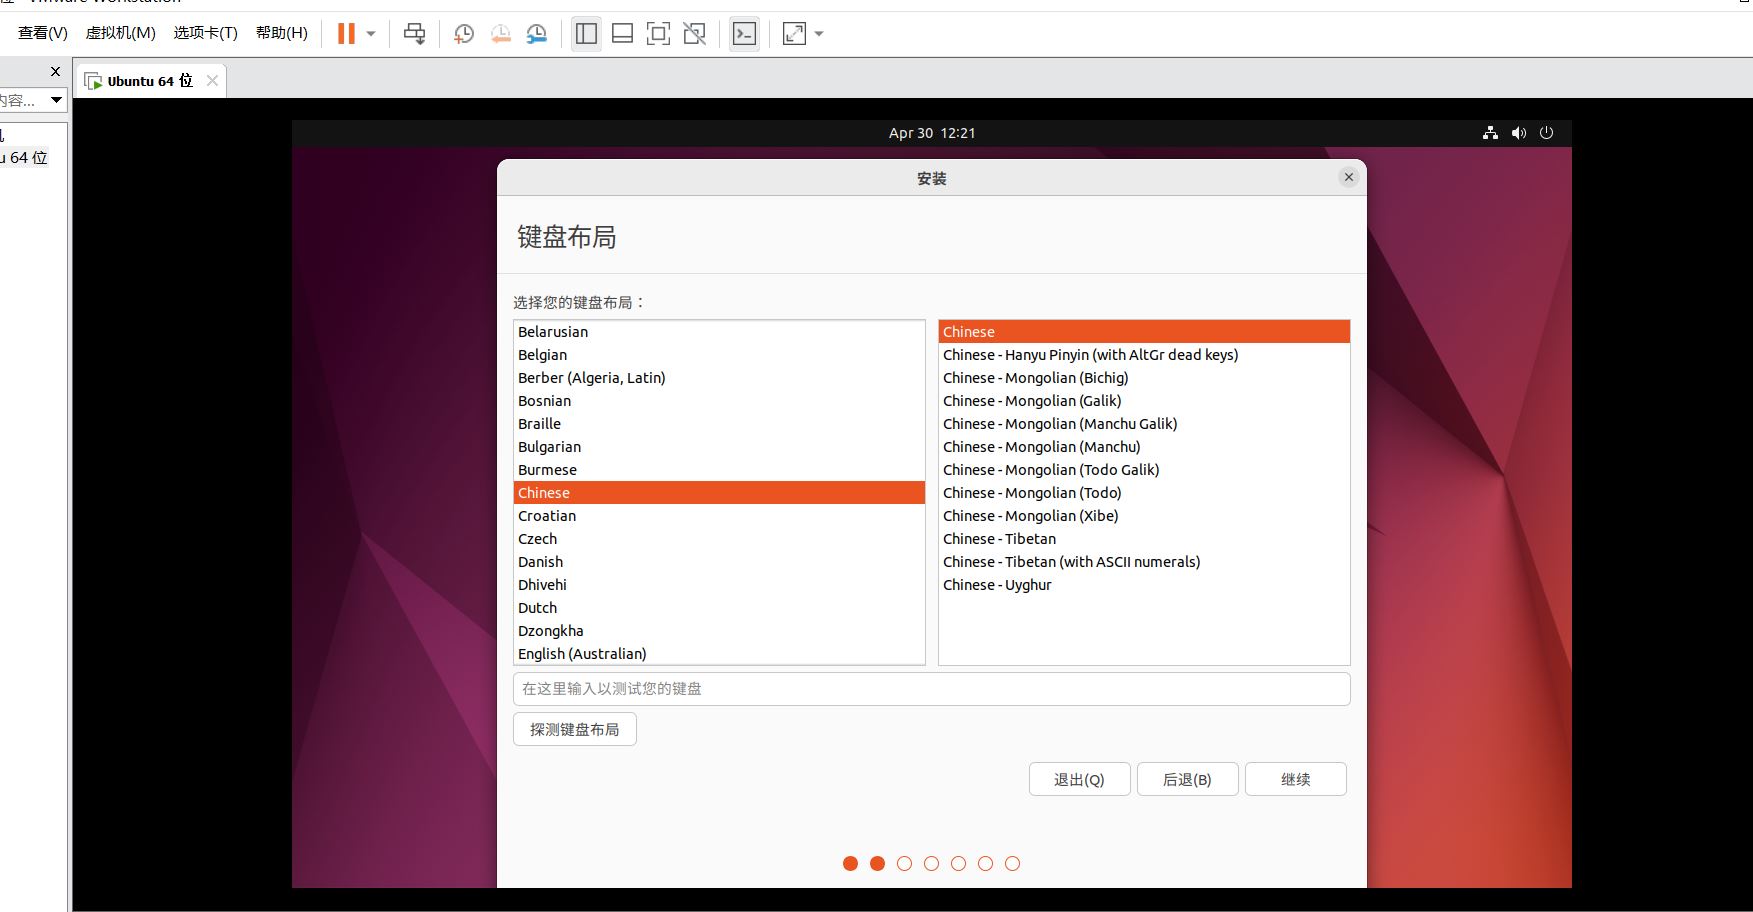 VMware Workstation
查看(V) 虚拟机(M) 选项卡(T) 帮助(H)
Ubuntu 64 位
内容...
u 64 位
Apr 30 12:21
安装
键盘布局
选择您的键盘布局：
Belarusian
Belgian
Berber (Algeria, Latin)
Bosnian
Braille
Bulgarian
Burmese
Chinese
Croatian
Czech
Danish
Dhivehi
Dutch
Dzongkha
English (Australian)
Chinese
Chinese - Hanyu Pinyin (with AltGr dead keys)
Chinese - Mongolian (Bichig)
Chinese - Mongolian (Galik)
Chinese - Mongolian (Manchu Galik)
Chinese - Mongolian (Manchu)
Chinese - Mongolian (Todo Galik)
Chinese - Mongolian (Todo)
Chinese - Mongolian (Xibe)
Chinese - Tibetan
Chinese - Tibetan (with ASCII numerals)
Chinese - Uyghur
在这里输入以测试您的键盘
探测键盘布局
退出(Q) 后退(B) 继续